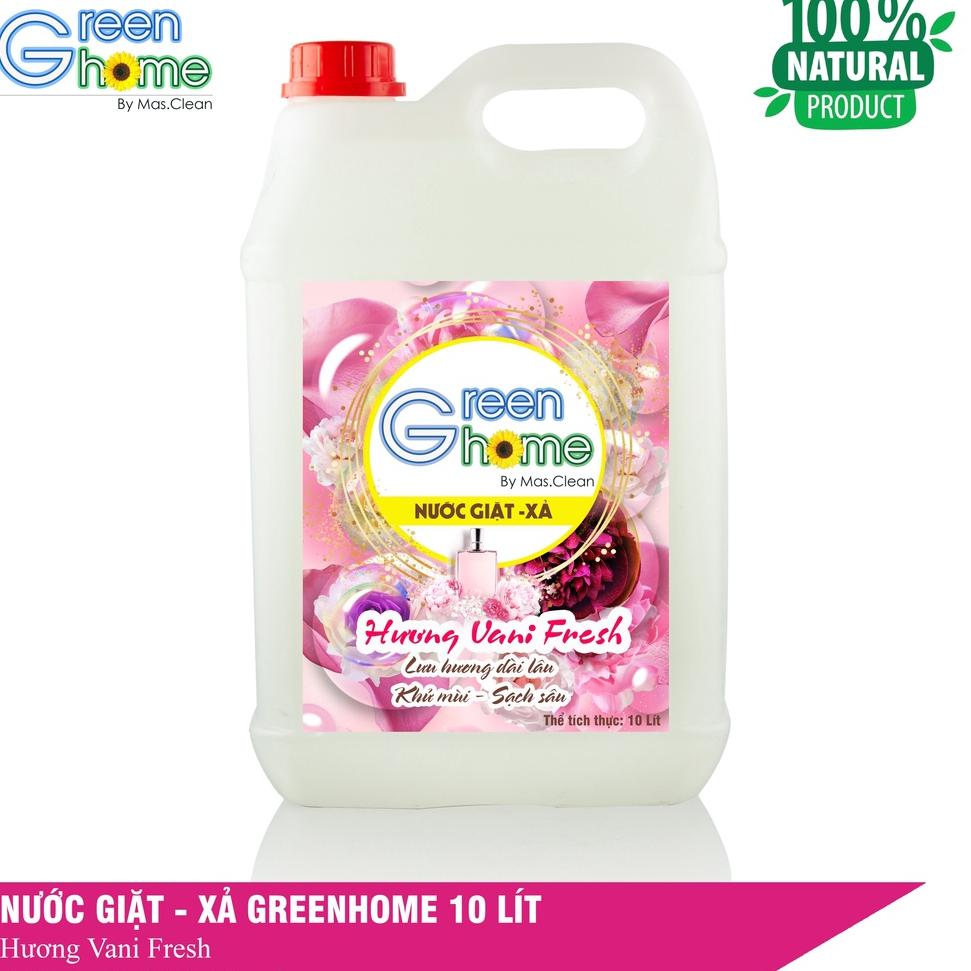 Green
home
By Mas.Clean
100%
NATURAL
PRODUCT
Green
home
By Mas.Clean
NƯỚC GIẶT -XẢ
Hương Vani Fresh
Lưu hương dài lâu
Khử mùi - Sạch sâu
Thể tích thực: 10 Lít
NƯỚC GIẶT - XẢ GREENHOME 10 LÍT
Hương Vani Fresh